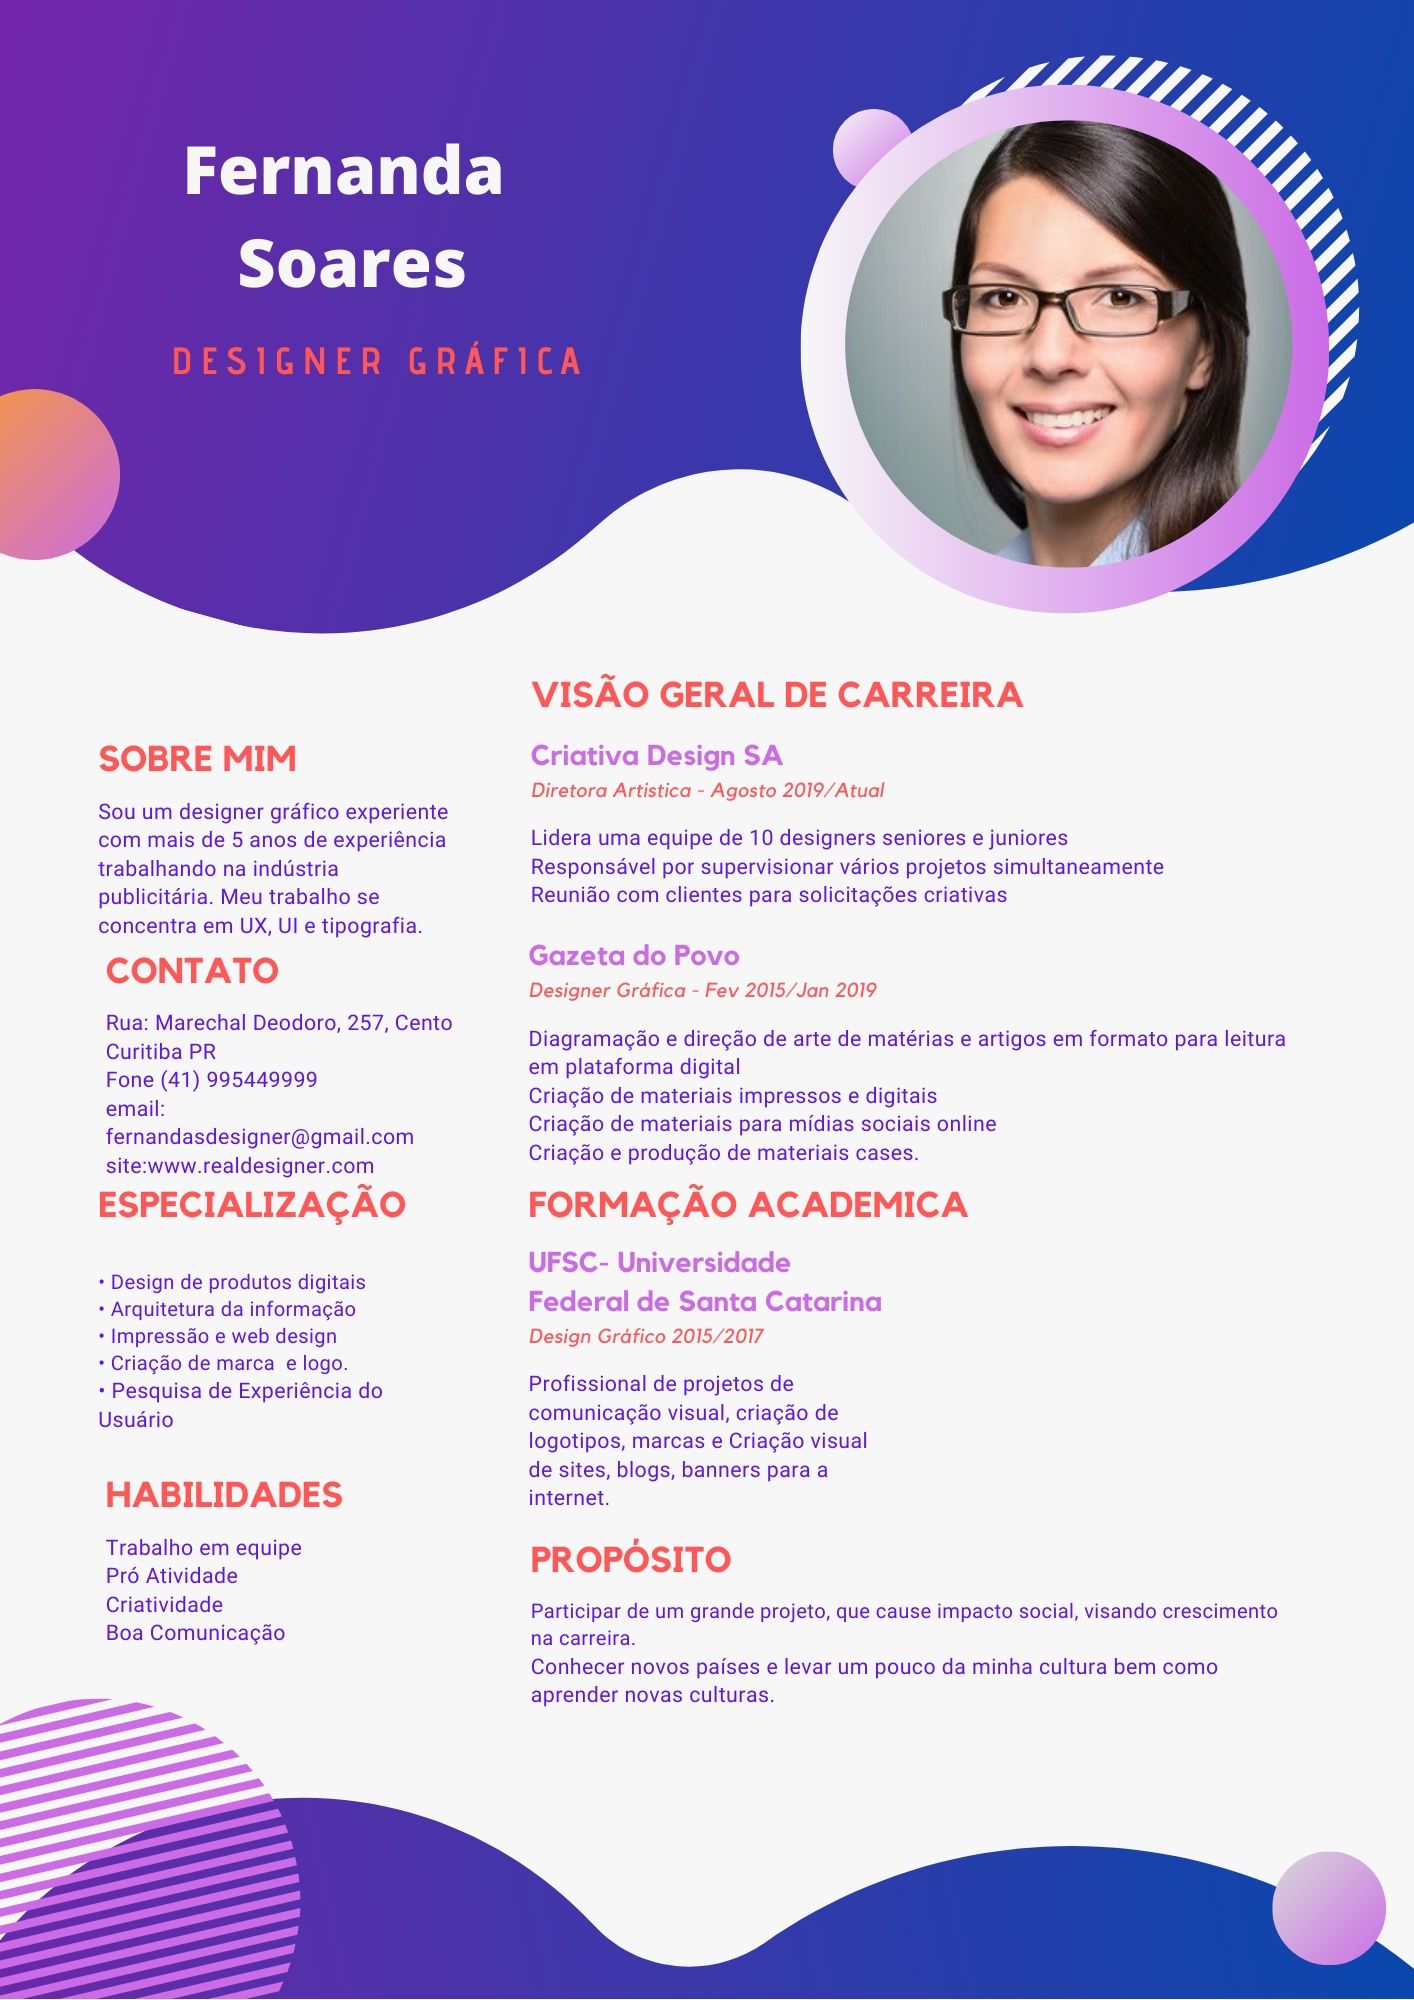 Fernanda
Soares
DESIGNER GRÁFICA
SOBRE MIM
Sou um designer gráfico experiente
com mais de 5 anos de experiência
trabalhando na indústria
publicitária. Meu trabalho se
concentra em UX, UI e tipografia.
CONTATO
Rua: Marechal Deodoro, 257, Cento
Curitiba PR
Fone (41) 995449999
email:
fernandasdesigner@gmail.com
site:www.realdesigner.com
ESPECIALIZAÇÃO
• Design de produtos digitais
• Arquitetura da informação
• Impressão e web design
• Criação de marca  e logo.
• Pesquisa de Experiência do
Usuário
HABILIDADES
Trabalho em equipe
Pró Atividade
Criatividade
Boa Comunicação
VISÃO GERAL DE CARREIRA
Criativa Design SA
Diretora Artistica - Agosto 2019/Atual
Lidera uma equipe de 10 designers seniores e juniores
Responsável por supervisionar vários projetos simultaneamente
Reunião com clientes para solicitações criativas
Gazeta do Povo
Designer Gráfica - Fev 2015/Jan 2019
Diagramação e direção de arte de matérias e artigos em formato para leitura
em plataforma digital
Criação de materiais impressos e digitais
Criação de materiais para mídias sociais online
Criação e produção de materiais cases.
FORMAÇÃO ACADEMICA
UFSC- Universidade
Federal de Santa Catarina
Design Gráfico 2015/2017
Profissional de projetos de
comunicação visual, criação de
logotipos, marcas e Criação visual
de sites, blogs, banners para a
internet.
PROPÓSITO
Participar de um grande projeto, que cause impacto social, visando crescimento
na carreira.
Conhecer novos países e levar um pouco da minha cultura bem como
aprender novas culturas.